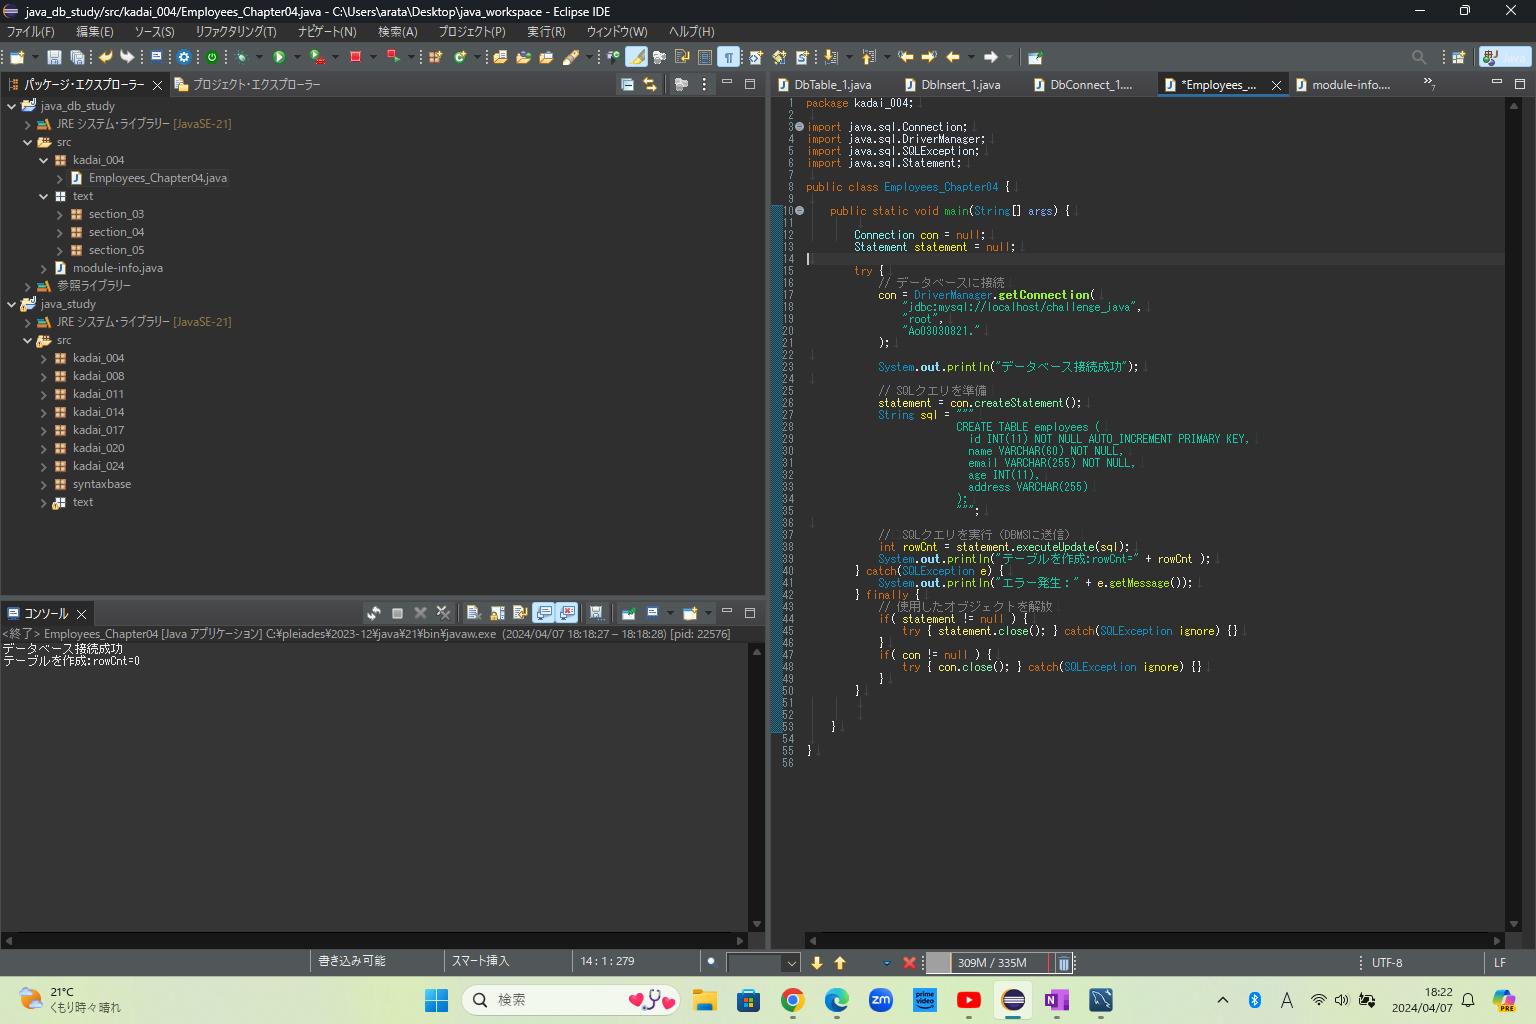 java_db_study/src/kadai_004/Employees_Chapter04.java - C:\Users\arata\Desktop\java_workspace - Eclipse IDE
ファイル(F) 編集(E) ソース(S) リファクタリング(T) ナビゲート(N) 検索(A) プロジェクト(P) 実行(R) ウィンドウ(W) ヘルプ(H)
Java
パッケージ・エクスプローラー プロジェクト・エクスプローラー
java_db_study
JRE システム・ライブラリー [JavaSE-21]
src
kadai_004
Employees_Chapter04.java
text
section_03
section_04
section_05
module-info.java
参照ライブラリー
java_study
JRE システム・ライブラリー [JavaSE-21]
src
kadai_004
kadai_008
kadai_011
kadai_014
kadai_017
kadai_020
kadai_024
syntaxbase
text
コンソール
<終了> Employees_Chapter04 [Java アプリケーション] C:¥pleiades¥2023-12¥java¥21¥bin¥javaw.exe (2024/04/07 18:18:27 – 18:18:28) [pid: 22576]
データベース接続成功
テーブルを作成:rowCnt=0
DbTable_1.java DbInsert_1.java DbConnect_1.... *Employees_... module-info.... »7
1 package kadai_004;
2
3 import java.sql.Connection;
4 import java.sql.DriverManager;
5 import java.sql.SQLException;
6 import java.sql.Statement;
7
8 public class Employees_Chapter04 {
9
10 public static void main(String[] args) {
11
12 Connection con = null;
13 Statement statement = null;
14
15 try {
16 // データベースに接続
17 con = DriverManager.getConnection(
18 "jdbc:mysql://localhost/challenge_java",
19 "root",
20 "Ao03030821."
21 );
22
23 System.out.println("データベース接続成功");
24
25 // SQLクエリを準備
26 statement = con.createStatement();
27 String sql = """
28 CREATE TABLE employees (
29 id INT(11) NOT NULL AUTO_INCREMENT PRIMARY KEY,
30 name VARCHAR(60) NOT NULL,
31 email VARCHAR(255) NOT NULL,
32 age INT(11),
33 address VARCHAR(255)
34 );
35 """;
36
37 //　SQLクエリを実行（DBMSに送信）
38 int rowCnt = statement.executeUpdate(sql);
39 System.out.println("テーブルを作成:rowCnt=" + rowCnt );
40 } catch(SQLException e) {
41 System.out.println("エラー発生：" + e.getMessage());
42 } finally {
43 // 使用したオブジェクトを解放
44 if( statement != null ) {
45 try { statement.close(); } catch(SQLException ignore) {}
46 }
47 if( con != null ) {
48 try { con.close(); } catch(SQLException ignore) {}
49 }
50 }
51
52
53 }
54
55 }
56
書き込み可能 スマート挿入 14 : 1 : 279 309M / 335M UTF-8 LF
21°C
くもり時々晴れ
検索
zm
prime video
N
A
18:22
2024/04/07
PRE